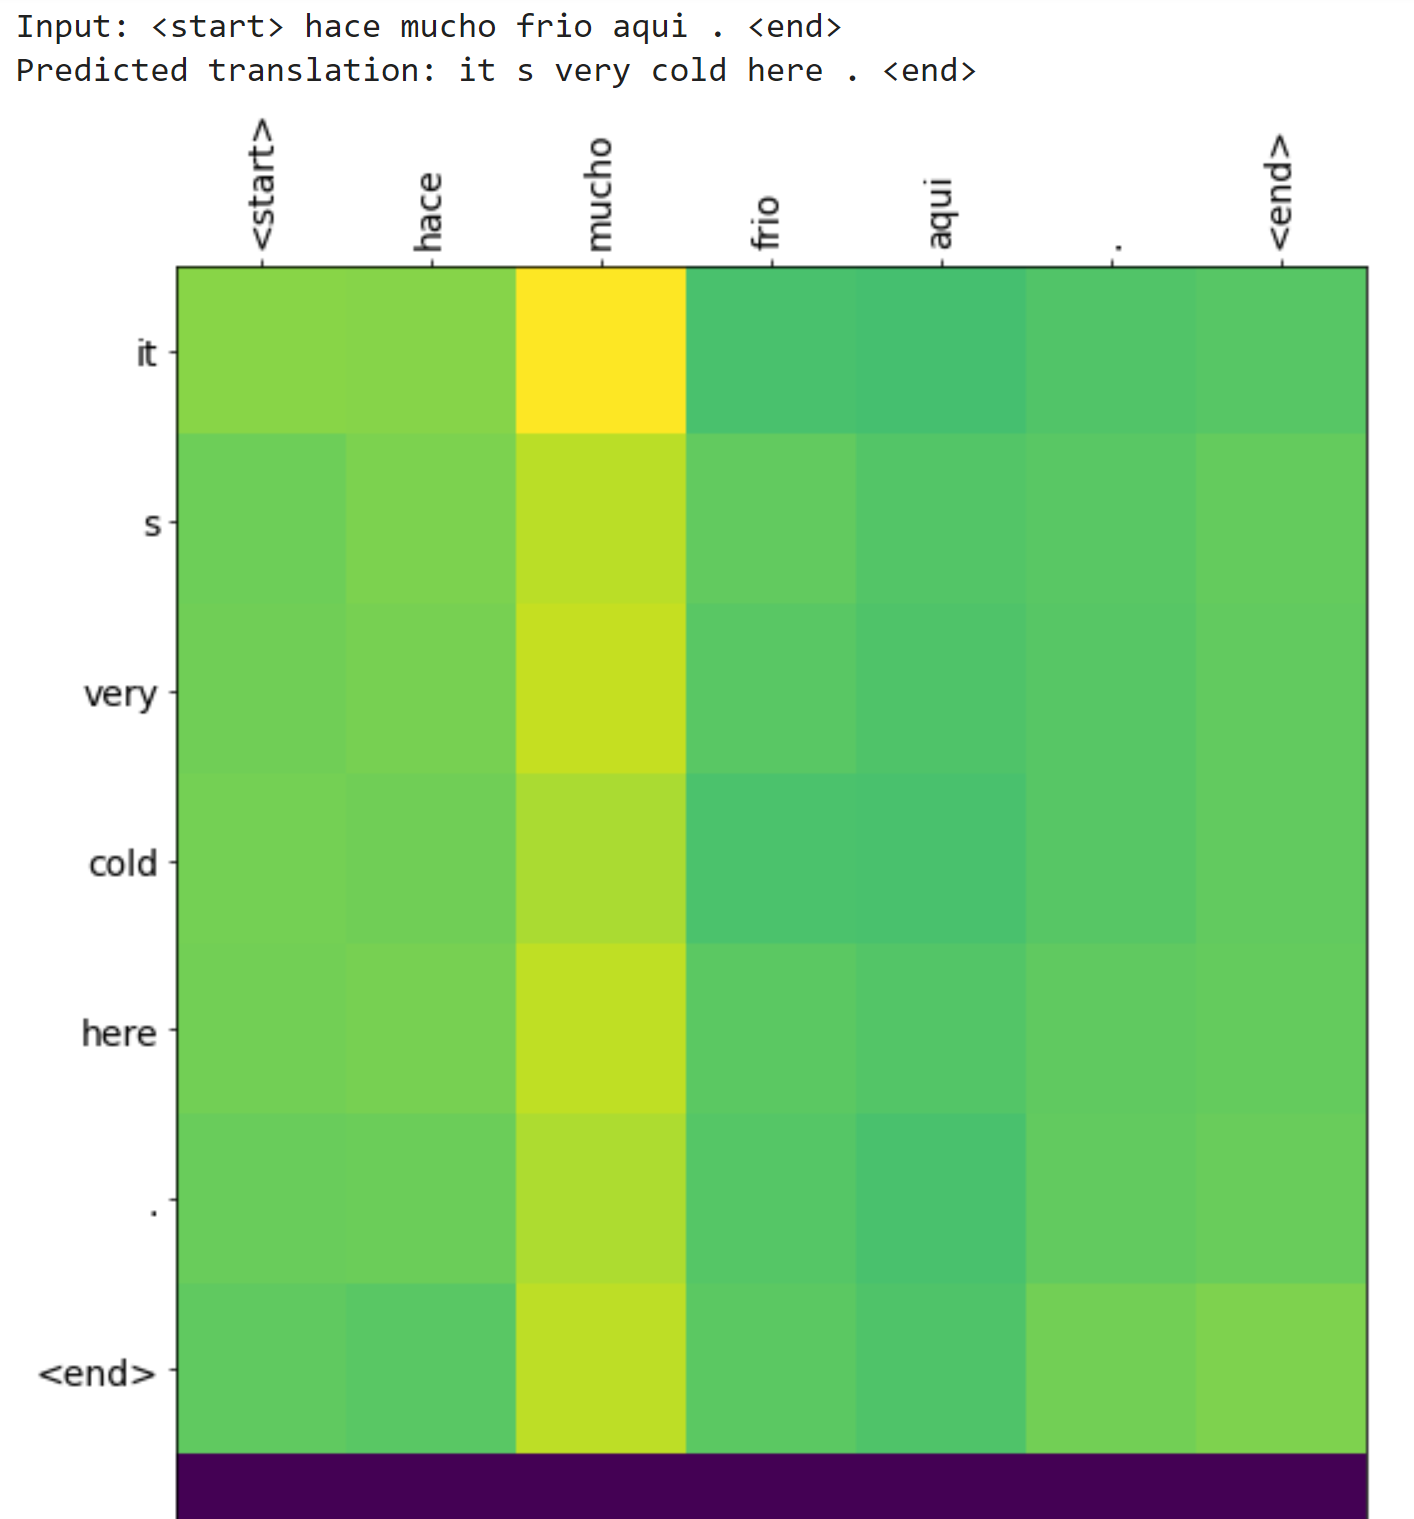 Input: <start> hace mucho frio aqui . <end>
Predicted translation: it s very cold here . <end>
<start>
hace
mucho
frio
aqui
.
<end>
it
s
very
cold
here
.
<end>